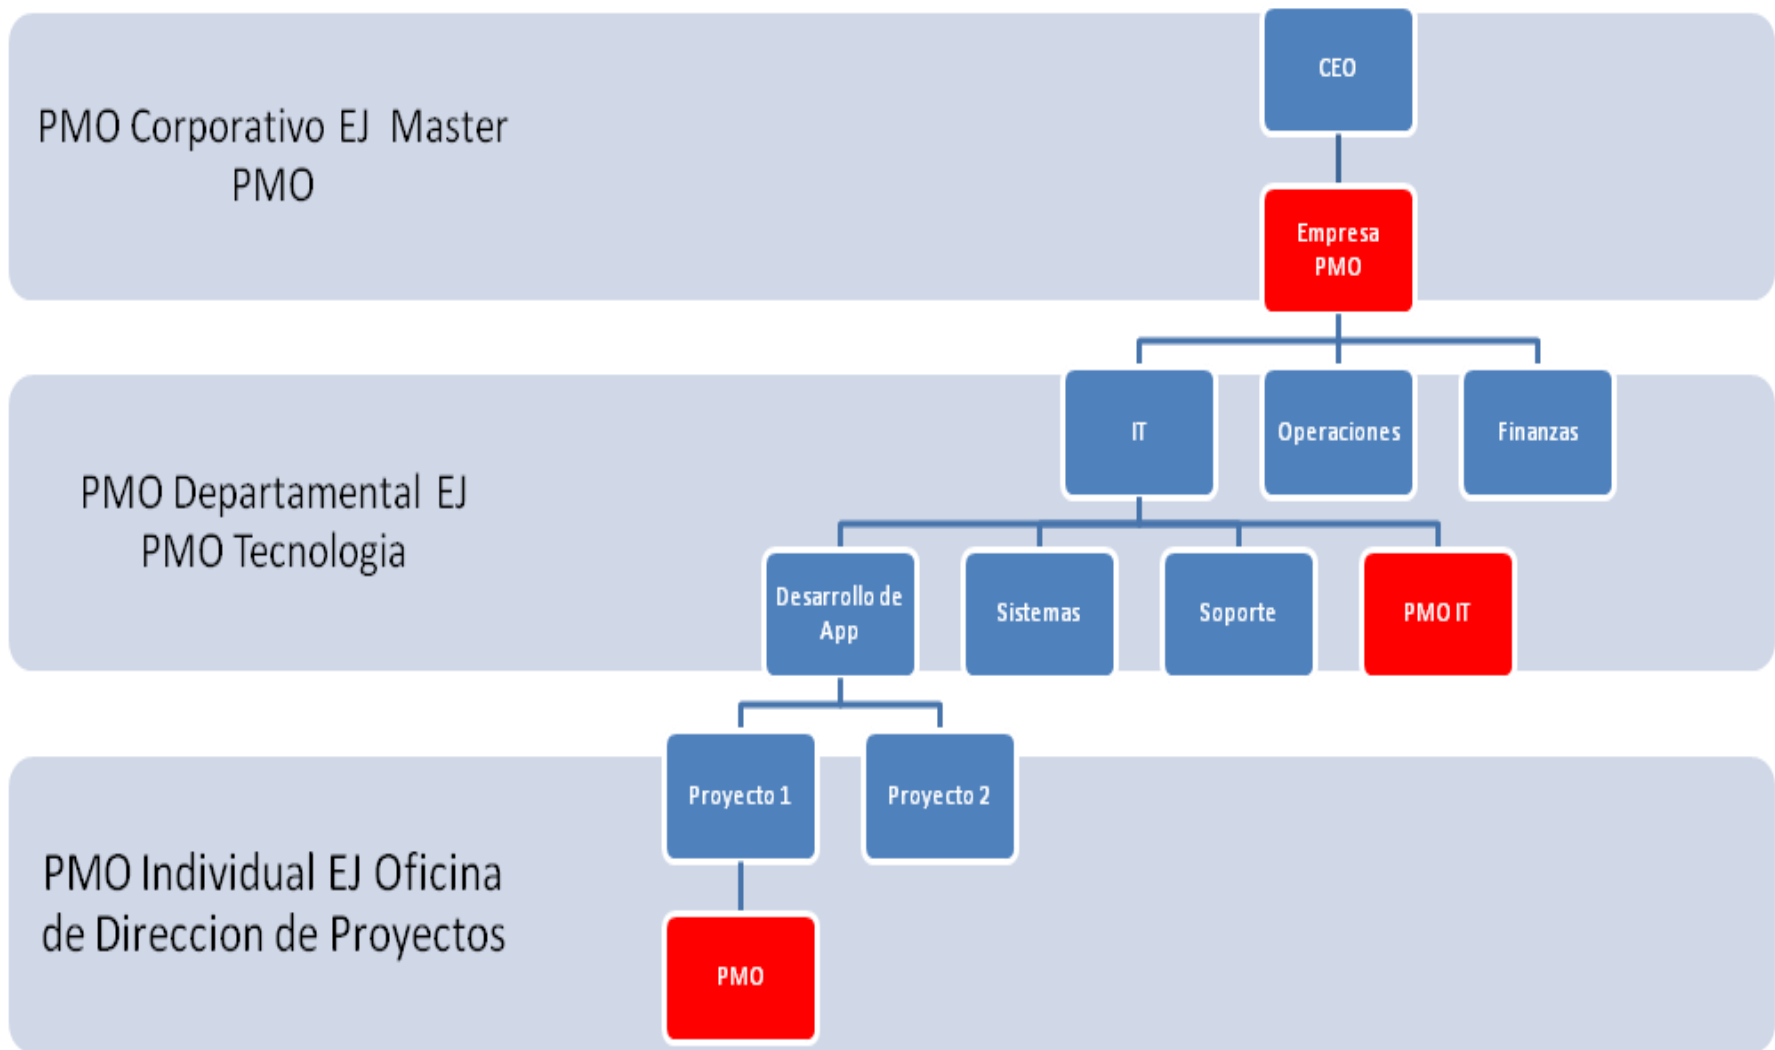 PMO Corporativo EJ Master
PMO
CEO
Empresa
PMO
PMO Departamental EJ
PMO Tecnologia
IT
Operaciones
Finanzas
Desarrollo de
App
Sistemas
Soporte
PMO IT
PMO Individual EJ Oficina
de Direccion de Proyectos
Proyecto 1
Proyecto 2
PMO